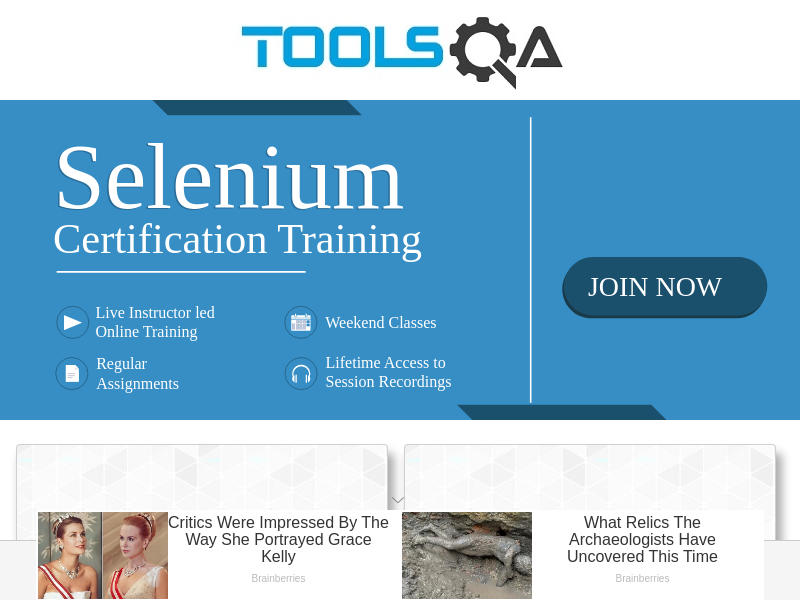 TOOLSQA
Selenium
Certification Training
Live Instructor led
Online Training
Weekend Classes
Regular
Assignments
Lifetime Access to
Session Recordings
JOIN NOW
Critics Were Impressed By The
Way She Portrayed Grace
Kelly
Brainberries
What Relics The
Archaeologists Have
Uncovered This Time
Brainberries